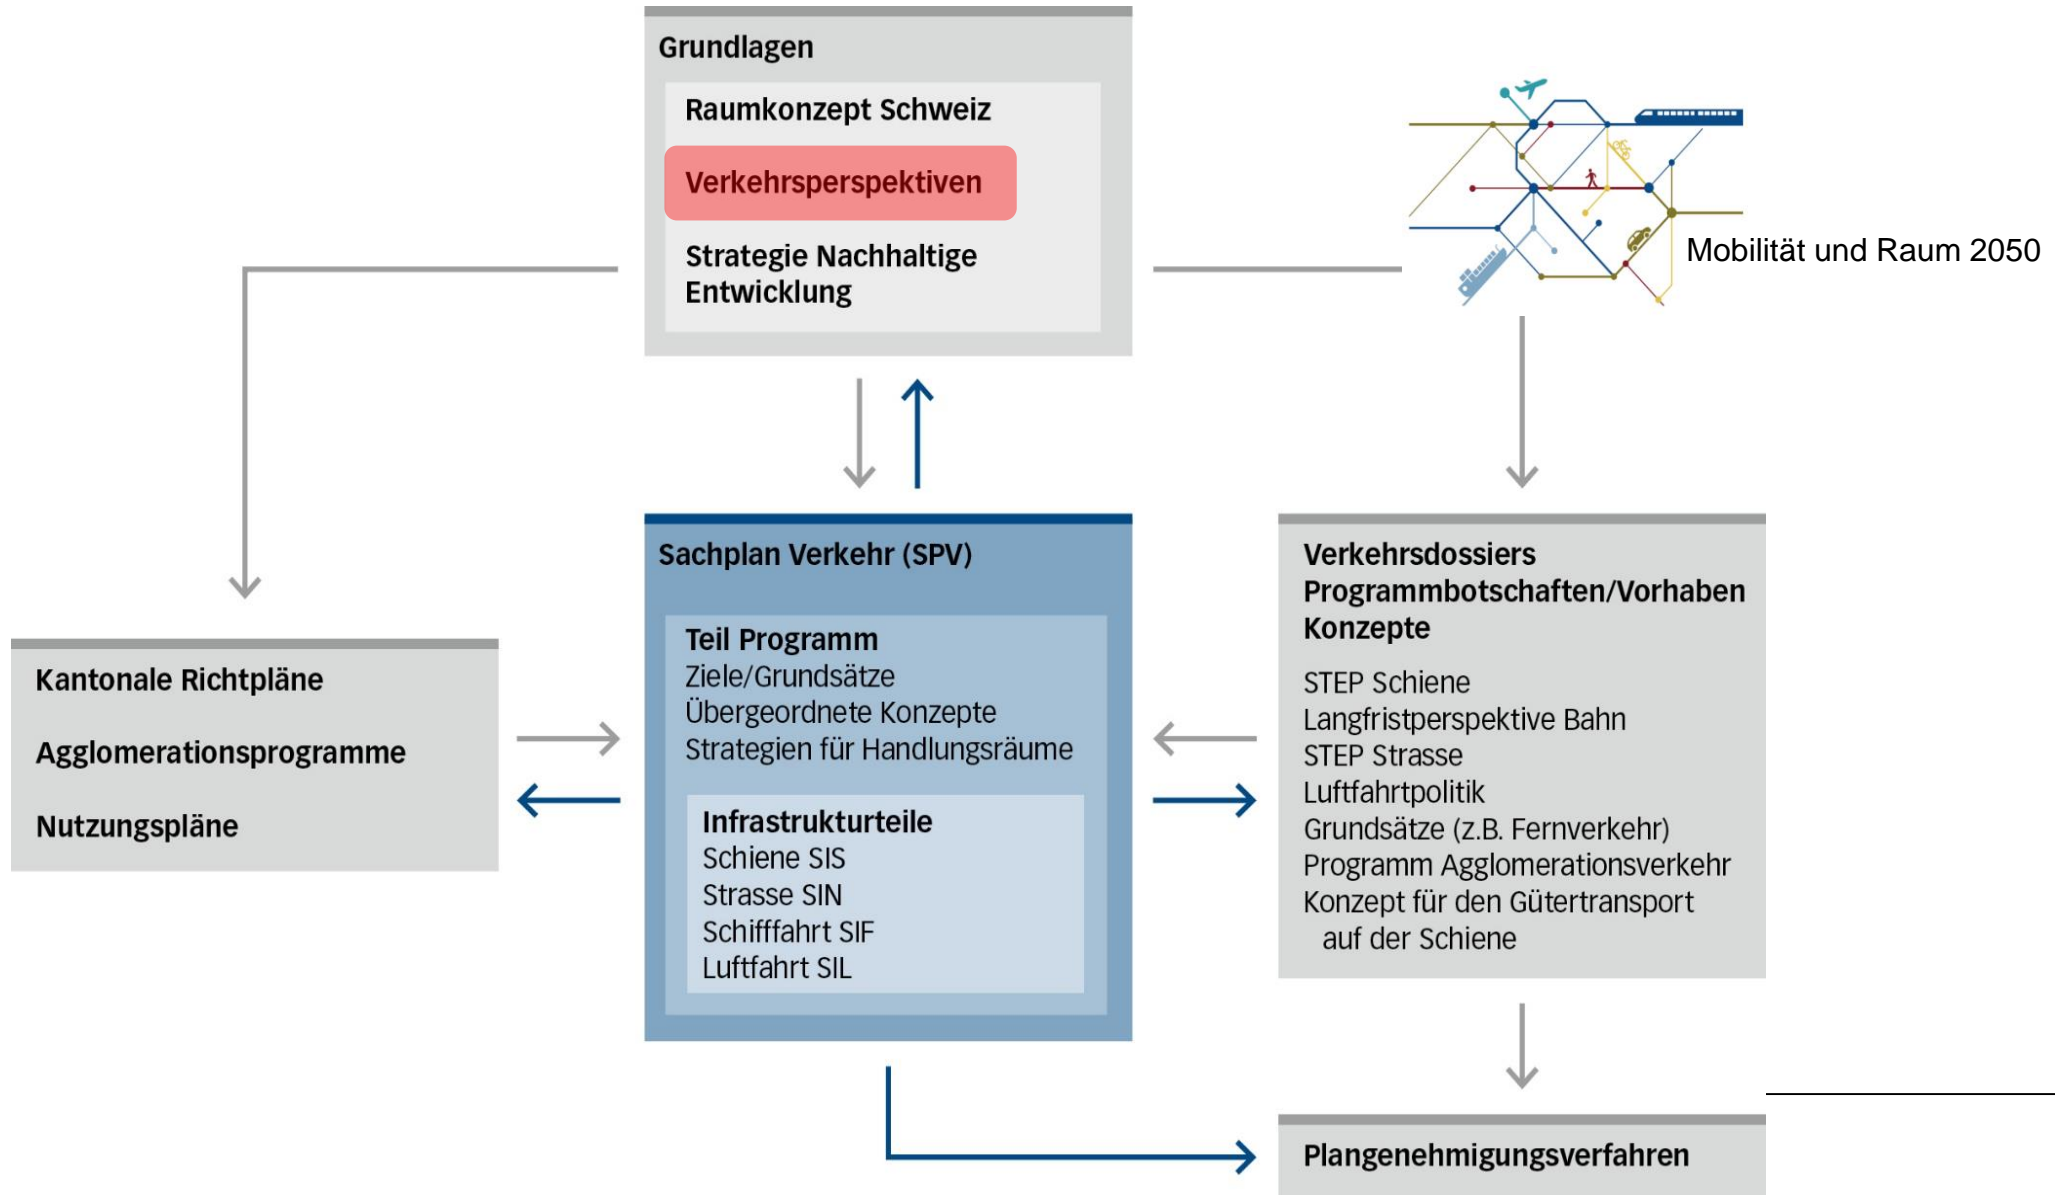 Grundlagen
Raumkonzept Schweiz
Verkehrsperspektiven
Strategie Nachhaltige
Entwicklung
Mobilität und Raum 2050
Kantonale Richtpläne
Agglomerationsprogramme
Nutzungspläne
Sachplan Verkehr (SPV)
Teil Programm
Ziele/Grundsätze
Übergeordnete Konzepte
Strategien für Handlungsräume
Infrastrukturteile
Schiene SIS
Strasse SIN
Schifffahrt SIF
Luftfahrt SIL
Verkehrsdossiers
Programmbotschaften/Vorhaben
Konzepte
STEP Schiene
Langfristperspektive Bahn
STEP Strasse
Luftfahrtpolitik
Grundsätze (z.B. Fernverkehr)
Programm Agglomerationsverkehr
Konzept für den Gütertransport
auf der Schiene
Plangenehmigungsverfahren